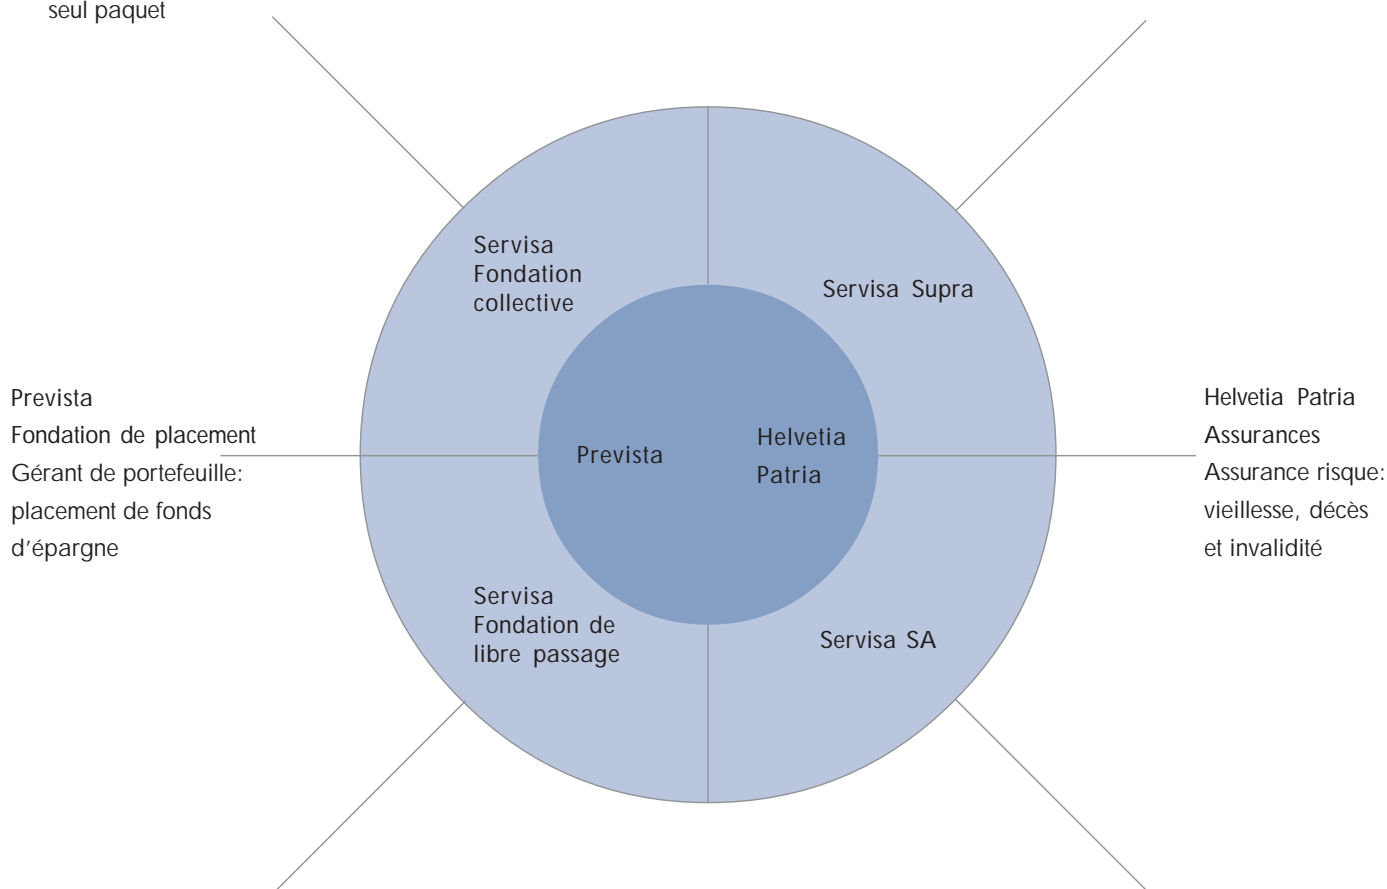 seul paquet
Servisa
Fondation
collective
Servisa Supra
Prevista
Fondation de placement
Gérant de portefeuille:
placement de fonds
d'épargne
Prevista
Helvetia
Patria
Helvetia Patria
Assurances
Assurance risque:
vieillesse, décès
et invalidité
Servisa
Fondation de
libre passage
Servisa SA